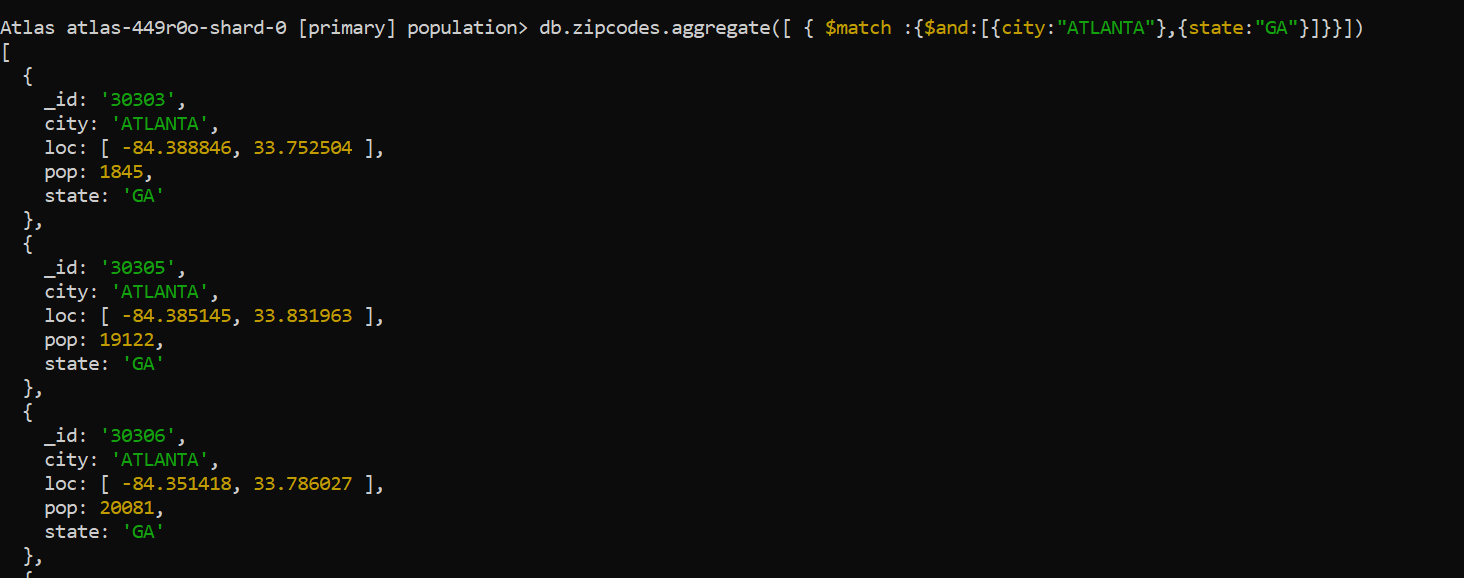 Atlas atlas-449r0o-shard-0 [primary] population> db.zipcodes.aggregate([ { $match :{$and:[{city:"ATLANTA"},{state:"GA"}]}}])
[
  {
    _id: '30303',
    city: 'ATLANTA',
    loc: [ -84.388846, 33.752504 ],
    pop: 1845,
    state: 'GA'
  },
  {
    _id: '30305',
    city: 'ATLANTA',
    loc: [ -84.385145, 33.831963 ],
    pop: 19122,
    state: 'GA'
  },
  {
    _id: '30306',
    city: 'ATLANTA',
    loc: [ -84.351418, 33.786027 ],
    pop: 20081,
    state: 'GA'
  },
  {